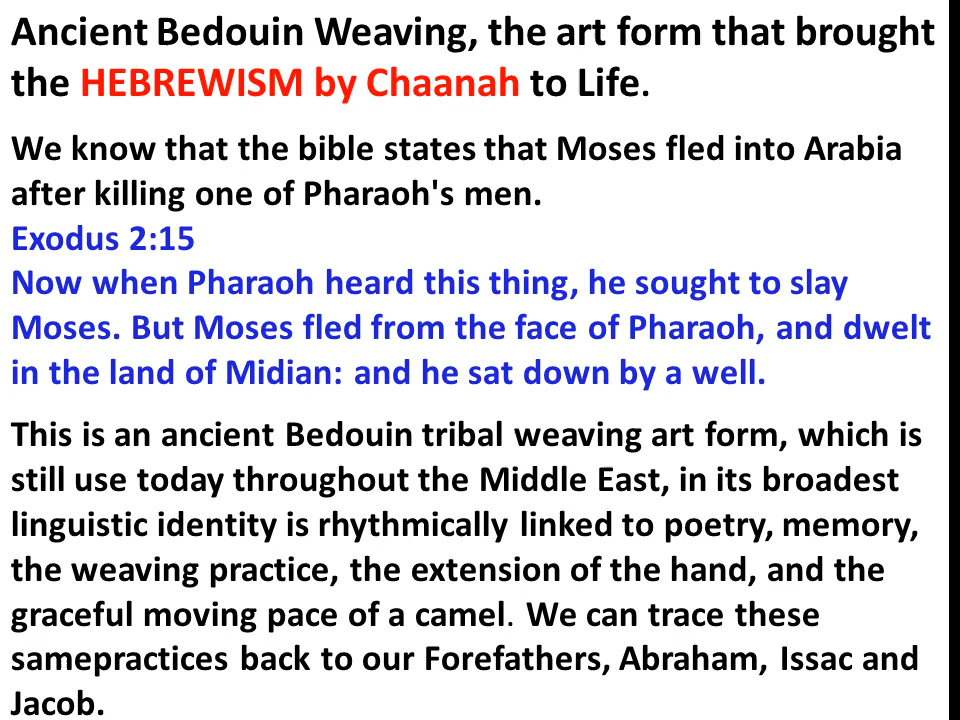 Ancient Bedouin Weaving, the art form that brought
the HEBREWISM by Chaanah to Life.
We know that the bible states that Moses fled into Arabia
after killing one of Pharaoh's men.
Exodus 2:15
Now when Pharaoh heard this thing, he sought to slay
Moses. But Moses fled from the face of Pharaoh, and dwelt
in the land of Midian: and he sat down by a well.
This is an ancient Bedouin tribal weaving art form, which is
still use today throughout the Middle East, in its broadest
linguistic identity is rhythmically linked to poetry, memory,
the weaving practice, the extension of the hand, and the
graceful moving pace of a camel. We can trace these
samepractices back to our Forefathers, Abraham, Issac and
Jacob.